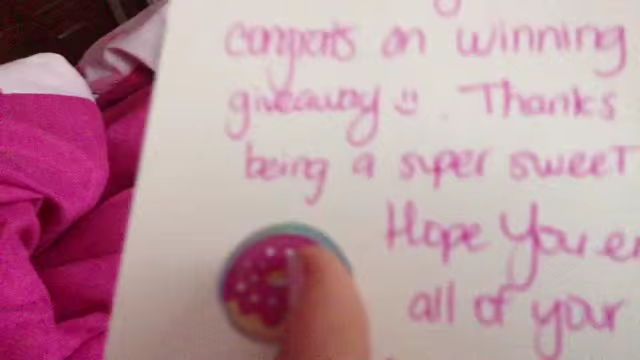 congrats on winning
giveaway :) . Thanks
being a super sweet
Hope you
all of your